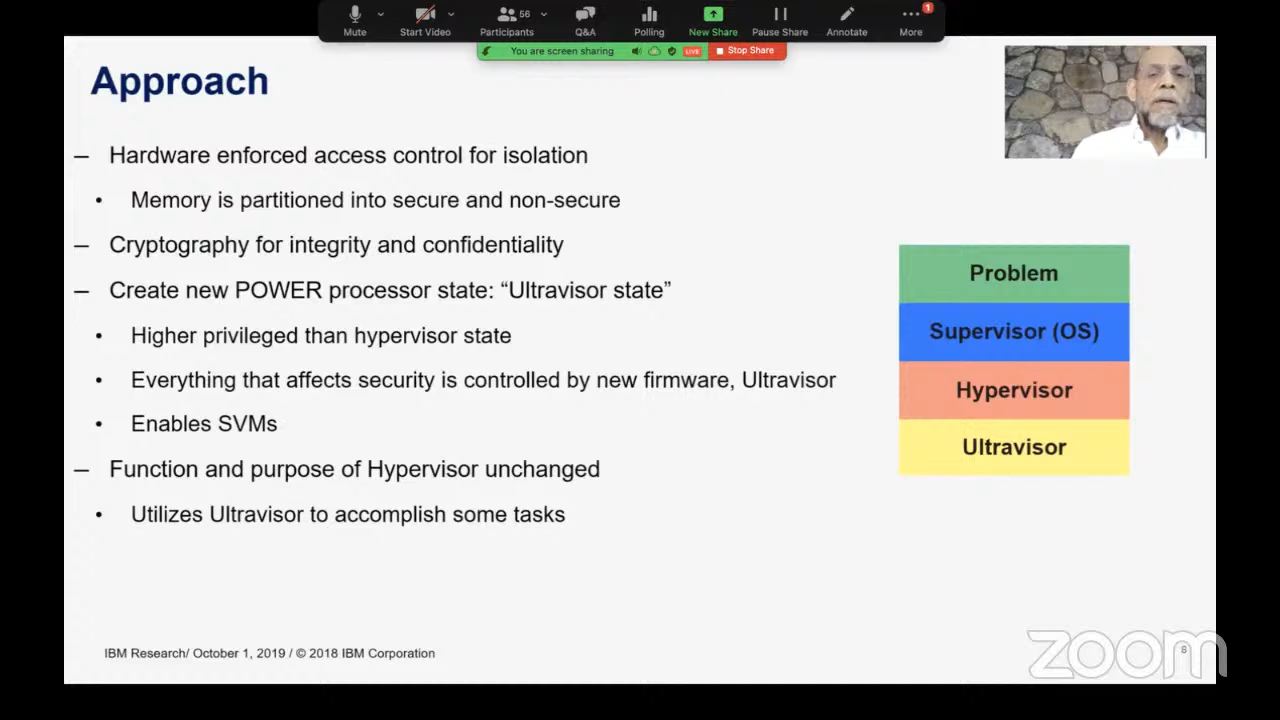 Mute
Start Video
56
Participants
Q&A
Polling
New Share
Pause Share
Annotate
1
More
You are screen sharing
LIVE
Stop Share
Approach
– Hardware enforced access control for isolation
• Memory is partitioned into secure and non-secure
– Cryptography for integrity and confidentiality
– Create new POWER processor state: “Ultravisor state”
• Higher privileged than hypervisor state
• Everything that affects security is controlled by new firmware, Ultravisor
• Enables SVMs
– Function and purpose of Hypervisor unchanged
• Utilizes Ultravisor to accomplish some tasks
Problem
Supervisor (OS)
Hypervisor
Ultravisor
IBM Research/ October 1, 2019 / © 2018 IBM Corporation
8
zoom